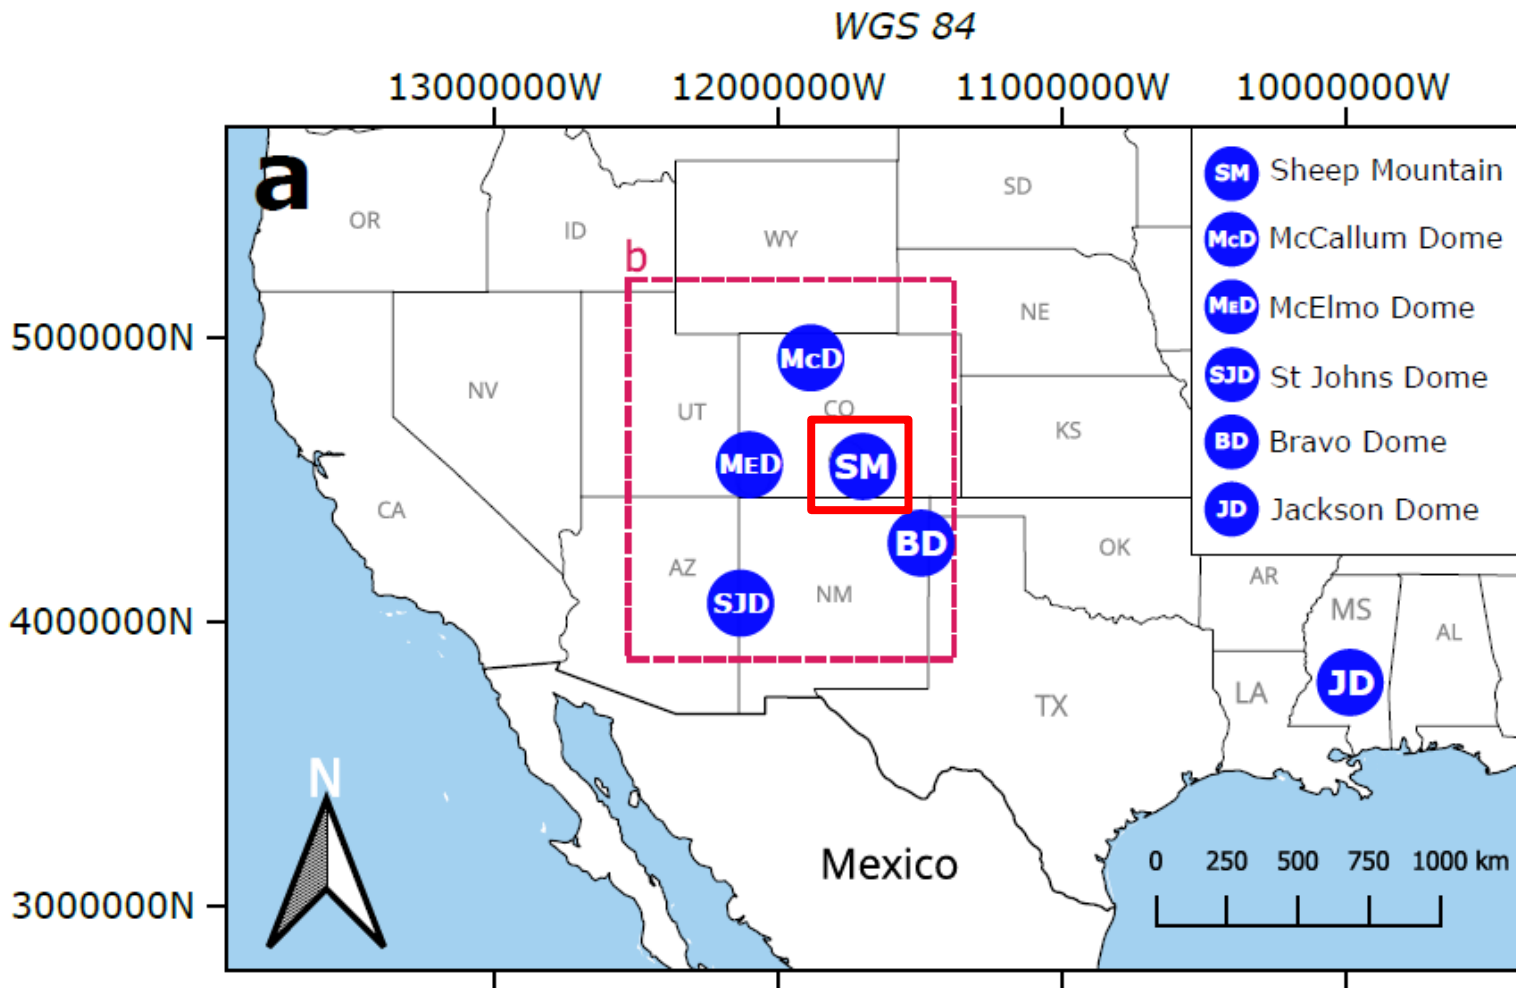 WGS 84
13000000W 12000000W 11000000W 10000000W
a
SM Sheep Mountain
McD McCallum Dome
MED McElmo Dome
SJD St Johns Dome
BD Bravo Dome
JD Jackson Dome
OR
ID
WY
SD
b
NE
5000000N
McD
NV
UT
CO
KS
MED
SM
CA
BD
OK
AZ
NM
AR
SJD
MS
4000000N
AL
JD
LA
TX
N
Mexico
0 250 500 750 1000 km
3000000N